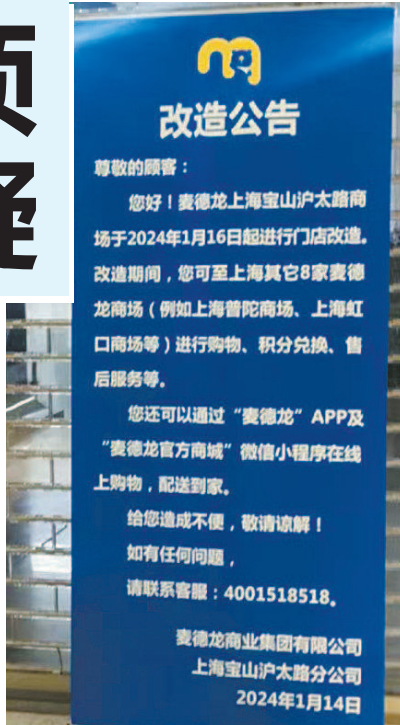 改造公告
尊敬的顾客：
您好！麦德龙上海宝山沪太路商
场于2024年1月16日起进行门店改造。
改造期间，您可至上海其它8家麦德
龙商场（例如上海普陀商场、上海虹
口商场等）进行购物、积分兑换、售
后服务等。
您还可以通过“麦德龙”APP及
“麦德龙官方商城”微信小程序在线
上购物，配送到家。
给您造成不便，敬请谅解！
如有任何问题，
请联系客服：4001518518。
麦德龙商业集团有限公司
上海宝山沪太路分公司
2024年1月14日